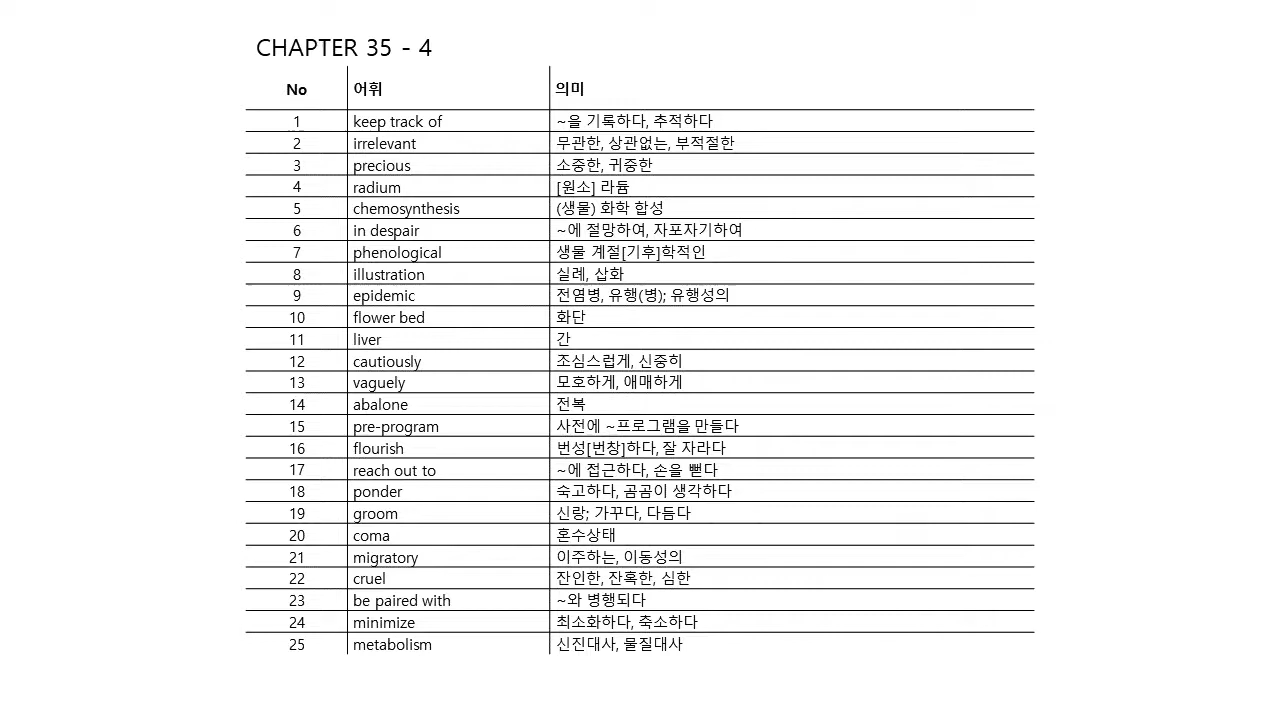 CHAPTER 35 - 4
No 어휘 의미
1 keep track of ~을 기록하다, 추적하다
2 irrelevant 무관한, 상관없는, 부적절한
3 precious 소중한, 귀중한
4 radium [원소] 라듐
5 chemosynthesis (생물) 화학 합성
6 in despair ~에 절망하여, 자포자기하여
7 phenological 생물 계절[기후]학적인
8 illustration 실례, 삽화
9 epidemic 전염병, 유행(병); 유행성의
10 flower bed 화단
11 liver 간
12 cautiously 조심스럽게, 신중히
13 vaguely 모호하게, 애매하게
14 abalone 전복
15 pre-program 사전에 ~프로그램을 만들다
16 flourish 번성[번창]하다, 잘 자라다
17 reach out to ~에 접근하다, 손을 뻗다
18 ponder 숙고하다, 곰곰이 생각하다
19 groom 신랑; 가꾸다, 다듬다
20 coma 혼수상태
21 migratory 이주하는, 이동성의
22 cruel 잔인한, 잔혹한, 심한
23 be paired with ~와 병행되다
24 minimize 최소화하다, 축소하다
25 metabolism 신진대사, 물질대사